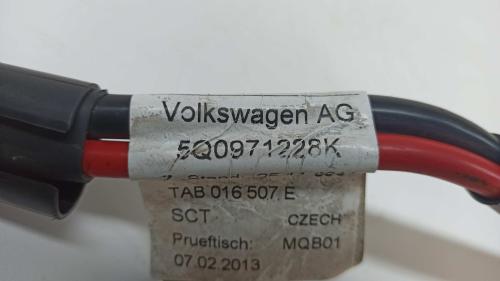 Volkswagen AG
5Q0971228K
TAB 016 507 E
SCT CZECH
Prueftisch: MQB01
07.02.2013